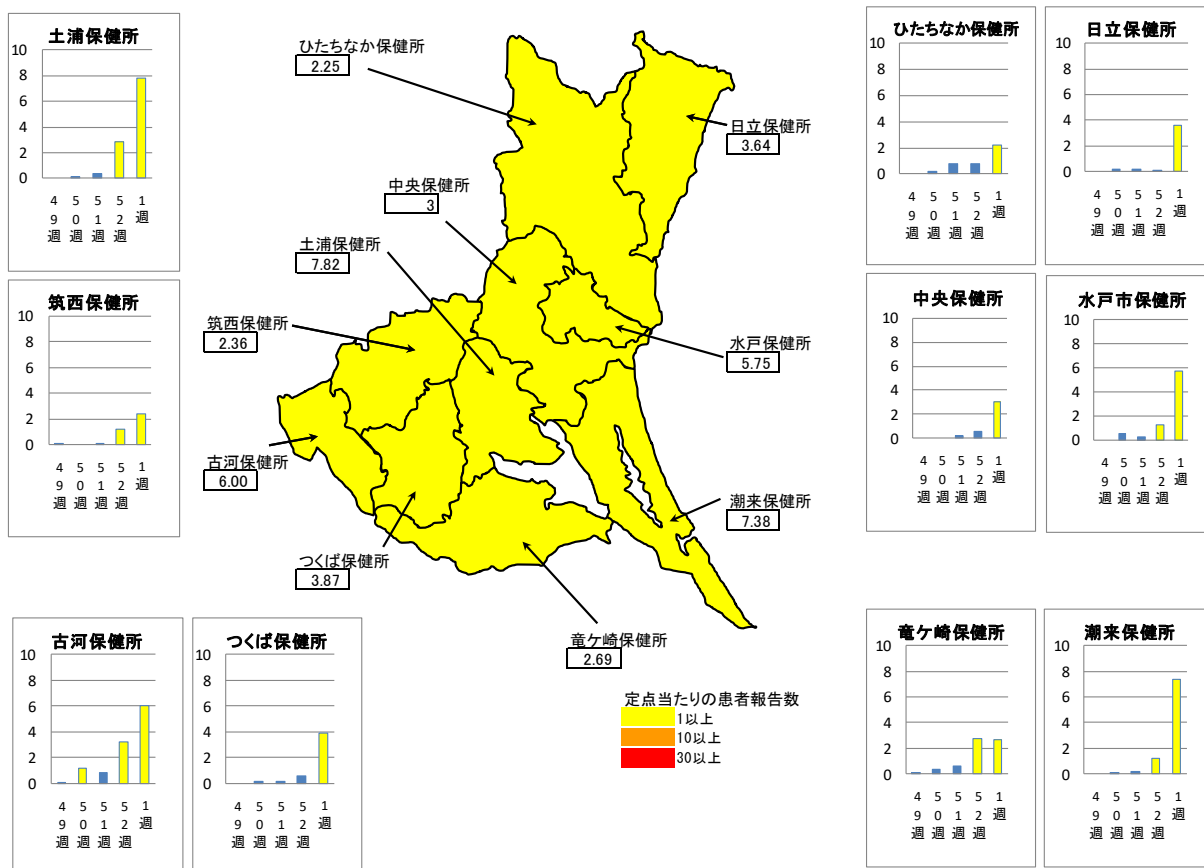 土浦保健所
10
8
6
4
2
0
49週
50週
51週
52週
1週
筑西保健所
10
8
6
4
2
0
49週
50週
51週
52週
1週
古河保健所
10
8
6
4
2
0
49週
50週
51週
52週
1週
つくば保健所
10
8
6
4
2
0
49週
50週
51週
52週
1週
ひたちなか保健所
2.25
日立保健所
3.64
中央保健所
3
土浦保健所
7.82
筑西保健所
2.36
水戸保健所
5.75
古河保健所
6.00
潮来保健所
7.38
つくば保健所
3.87
竜ケ崎保健所
2.69
定点当たりの患者報告数
1以上
10以上
30以上
ひたちなか保健所
10
8
6
4
2
0
49週
50週
51週
52週
1週
日立保健所
10
8
6
4
2
0
49週
50週
51週
52週
1週
中央保健所
10
8
6
4
2
0
49週
50週
51週
52週
1週
水戸市保健所
10
8
6
4
2
0
49週
50週
51週
52週
1週
竜ケ崎保健所
10
8
6
4
2
0
49週
50週
51週
52週
1週
潮来保健所
10
8
6
4
2
0
49週
50週
51週
52週
1週